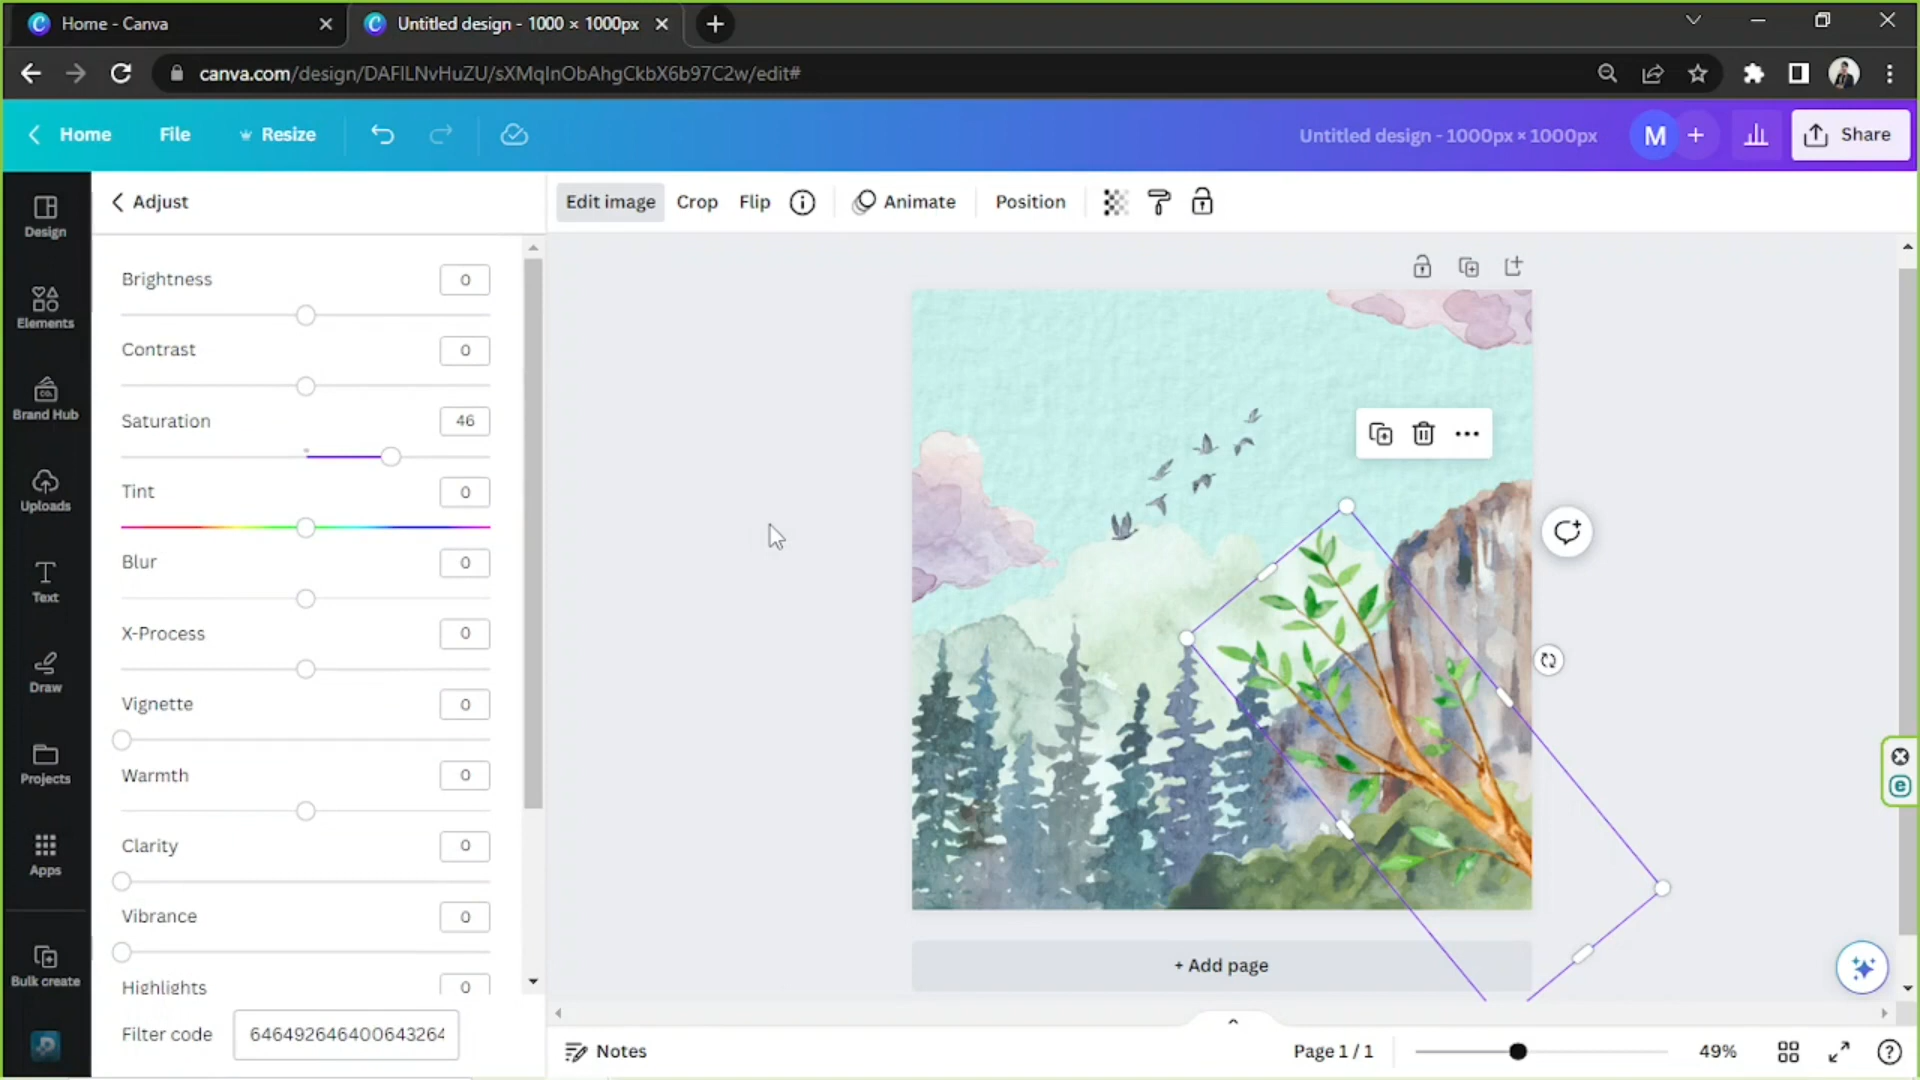 Home - Canva
Untitled design - 1000 × 1000px
canva.com/design/DAFILNvHuZU/sXMqInObAhgCkbX6b97C2w/edit#
Home File Resize Untitled design - 1000px × 1000px M + Share
Design
Elements
Brand Hub
Uploads
Text
Draw
Projects
Apps
Bulk create
Adjust
Brightness 0
Contrast 0
Saturation 46
Tint 0
Blur 0
X-Process 0
Vignette 0
Warmth 0
Clarity 0
Vibrance 0
Highlights 0
Filter code 646492646400643264
Edit image Crop Flip Animate Position
+ Add page
Notes Page 1 / 1 49%